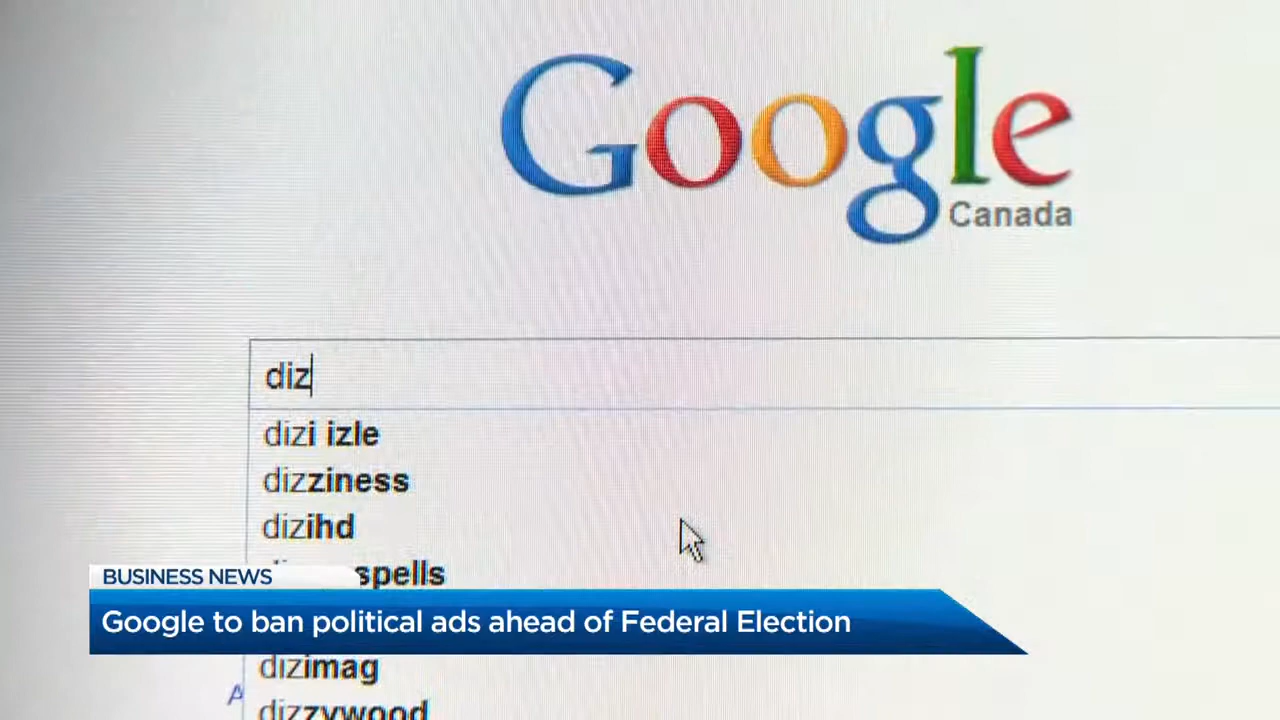 Google
Canada
diz
dizi izle
dizziness
dizihd
spells
BUSINESS NEWS
Google to ban political ads ahead of Federal Election
dizimag
dizzywood